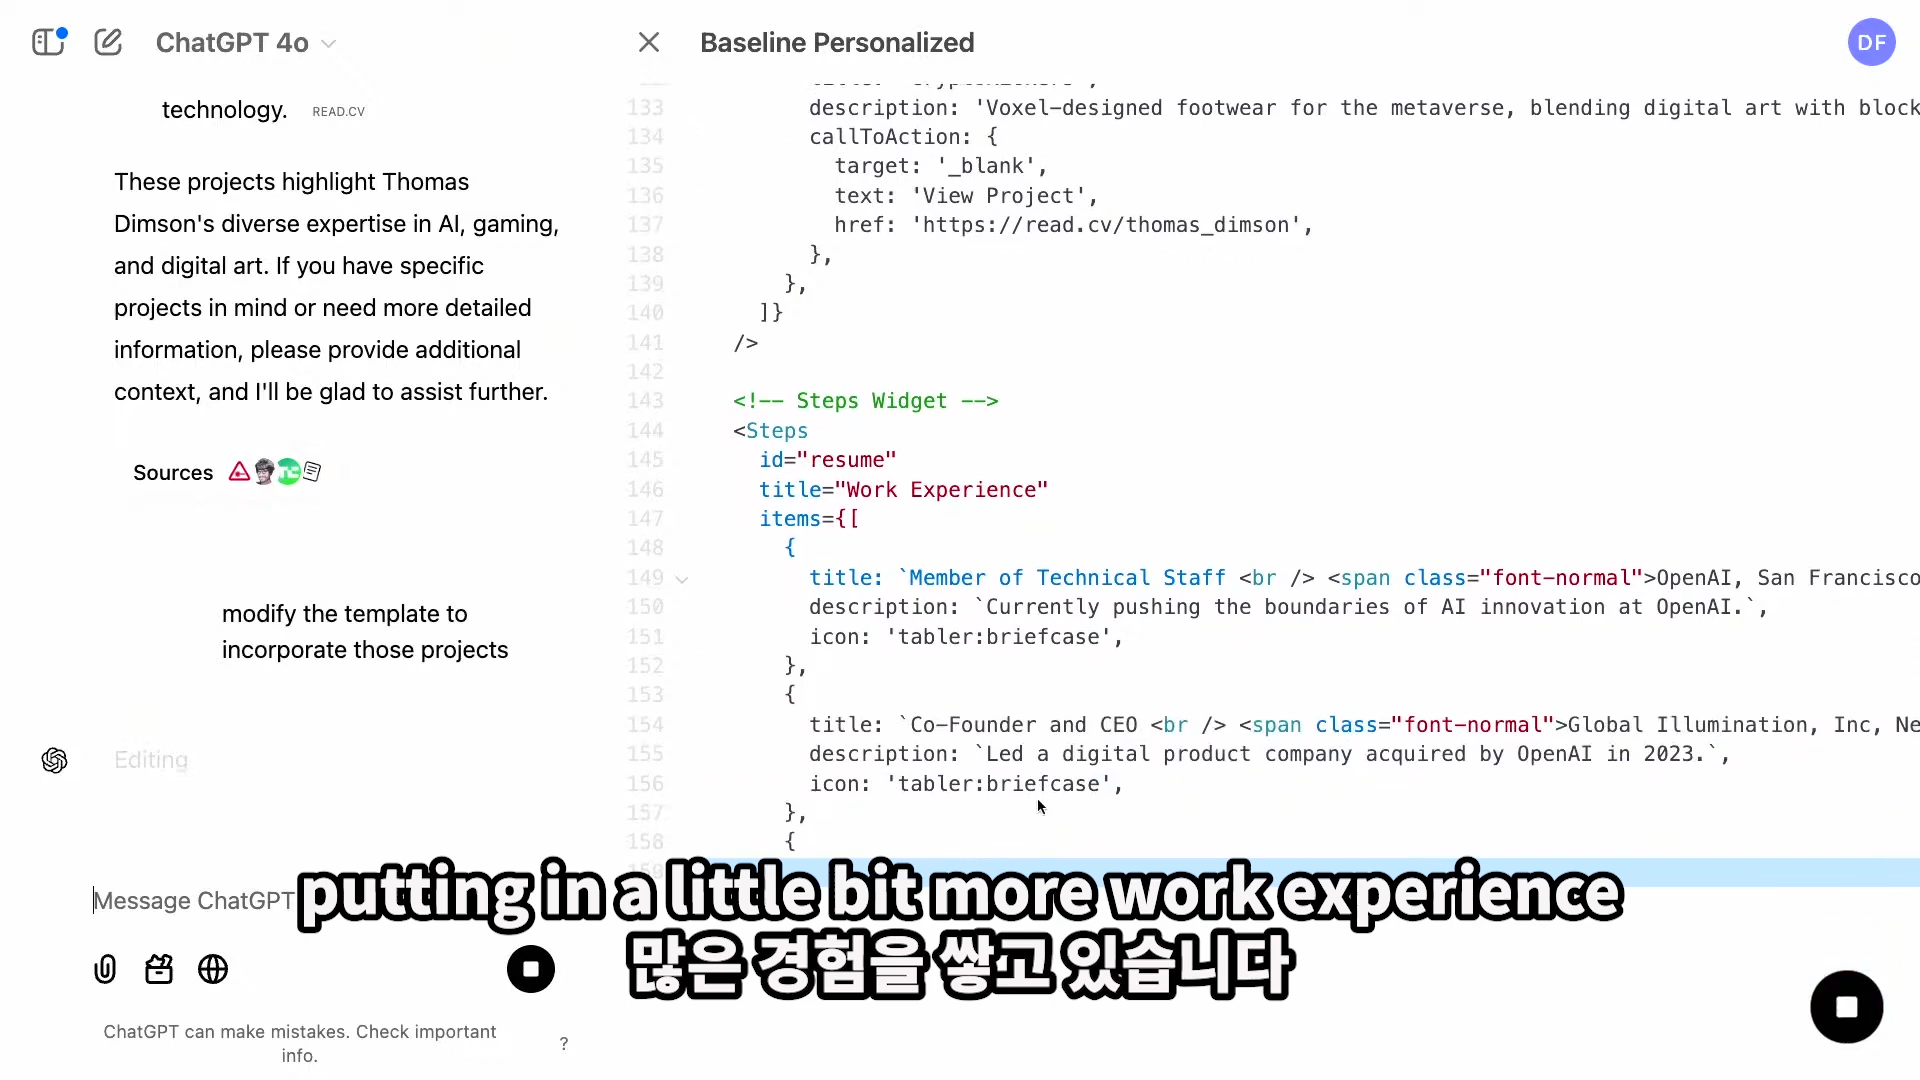 ChatGPT 4o
technology. READ.CV
These projects highlight Thomas
Dimson's diverse expertise in AI, gaming,
and digital art. If you have specific
projects in mind or need more detailed
information, please provide additional
context, and I'll be glad to assist further.
Sources
modify the template to
incorporate those projects
Editing
Message ChatGPT
ChatGPT can make mistakes. Check important
info.
?
Baseline Personalized
DF
133 description: 'Voxel-designed footwear for the metaverse, blending digital art with block
134 callToAction: {
135 target: '_blank',
136 text: 'View Project',
137 href: 'https://read.cv/thomas_dimson',
138 },
139 },
140 ]}
141 />
142
143 <!-- Steps Widget -->
144 <Steps
145 id="resume"
146 title="Work Experience"
147 items={[
148 {
149 title: `Member of Technical Staff <br /> <span class="font-normal">OpenAI, San Francisco
150 description: `Currently pushing the boundaries of AI innovation at OpenAI.`,
151 icon: 'tabler:briefcase',
152 },
153 {
154 title: `Co-Founder and CEO <br /> <span class="font-normal">Global Illumination, Inc, Ne
155 description: `Led a digital product company acquired by OpenAI in 2023.`,
156 icon: 'tabler:briefcase',
157 },
158 {
putting in a little bit more work experience
많은 경험을 쌓고 있습니다